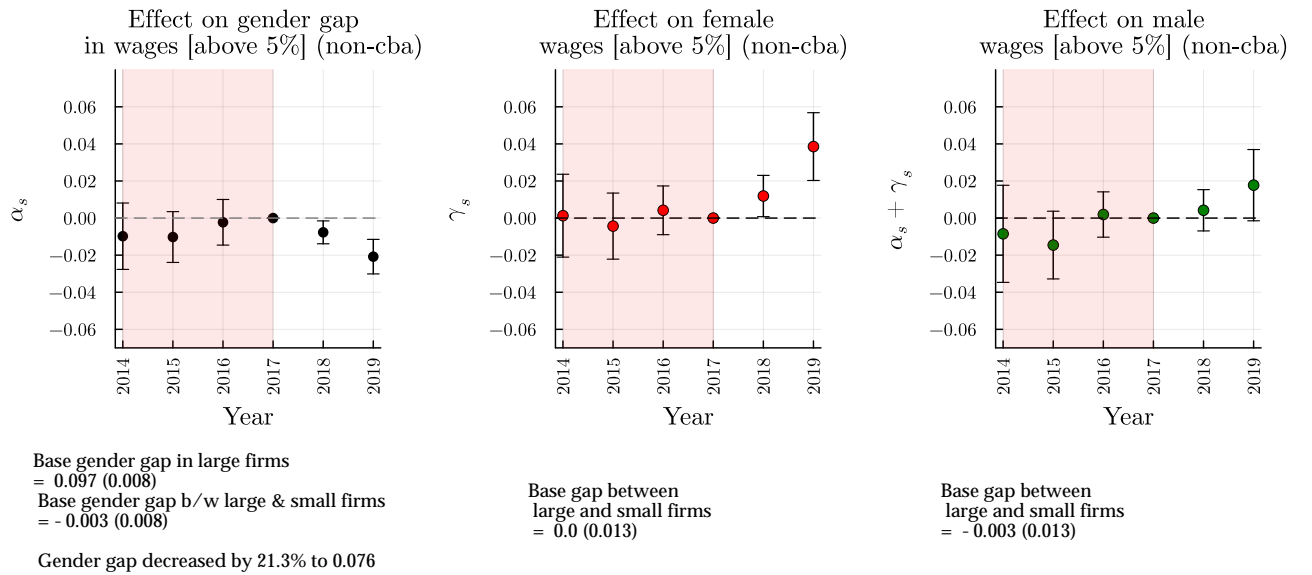 Effect on gender gap
in wages [above 5%] (non-cba)
0.06
0.04
0.02
0.00
−0.02
−0.04
−0.06
α_s
2014
2015
2016
2017
2018
2019
Year
Base gender gap in large firms
= 0.097 (0.008)
Base gender gap b/w large & small firms
= - 0.003 (0.008)
Gender gap decreased by 21.3% to 0.076
Effect on female
wages [above 5%] (non-cba)
0.06
0.04
0.02
0.00
−0.02
−0.04
−0.06
γ_s
2014
2015
2016
2017
2018
2019
Year
Base gap between
large and small firms
= 0.0 (0.013)
Effect on male
wages [above 5%] (non-cba)
0.06
0.04
0.02
0.00
−0.02
−0.04
−0.06
α_s + γ_s
2014
2015
2016
2017
2018
2019
Year
Base gap between
large and small firms
= - 0.003 (0.013)